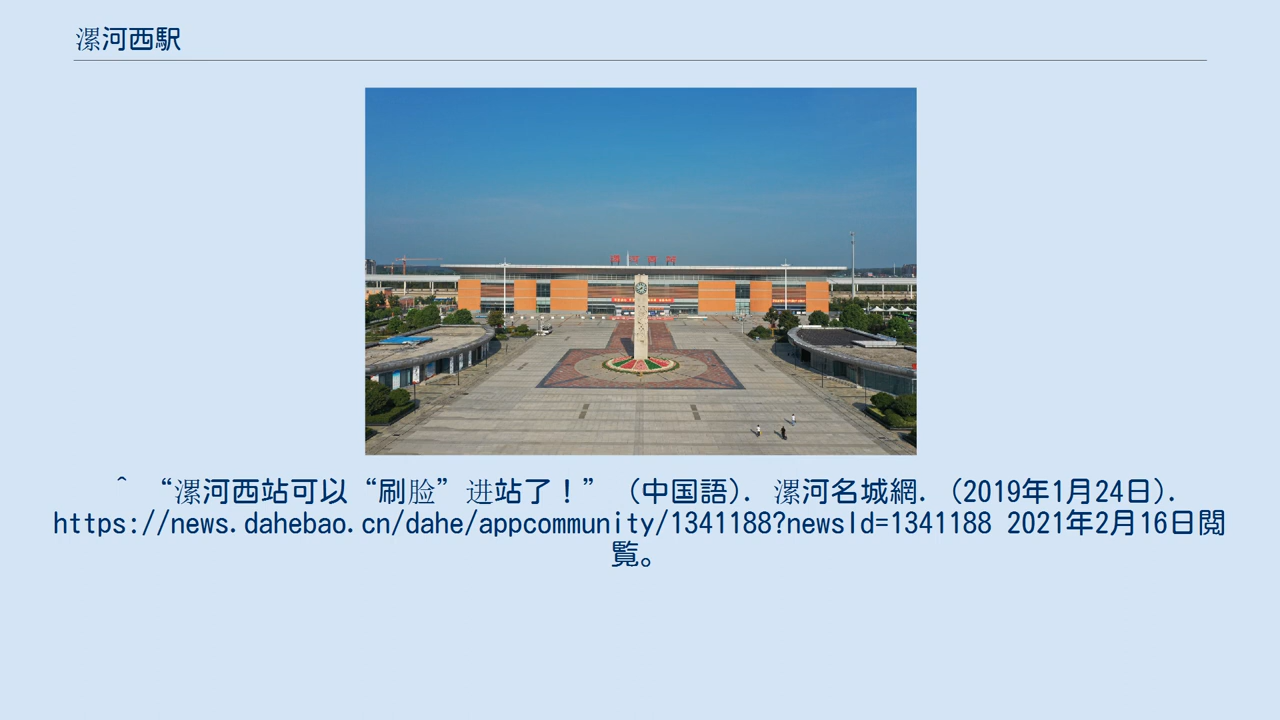 漯河西駅
^ “漯河西站可以“刷脸”进站了！” (中国語). 漯河名城網. (2019年1月24日).
https://news.dahebao.cn/dahe/appcommunity/1341188?newsId=1341188 2021年2月16日閲
覧。